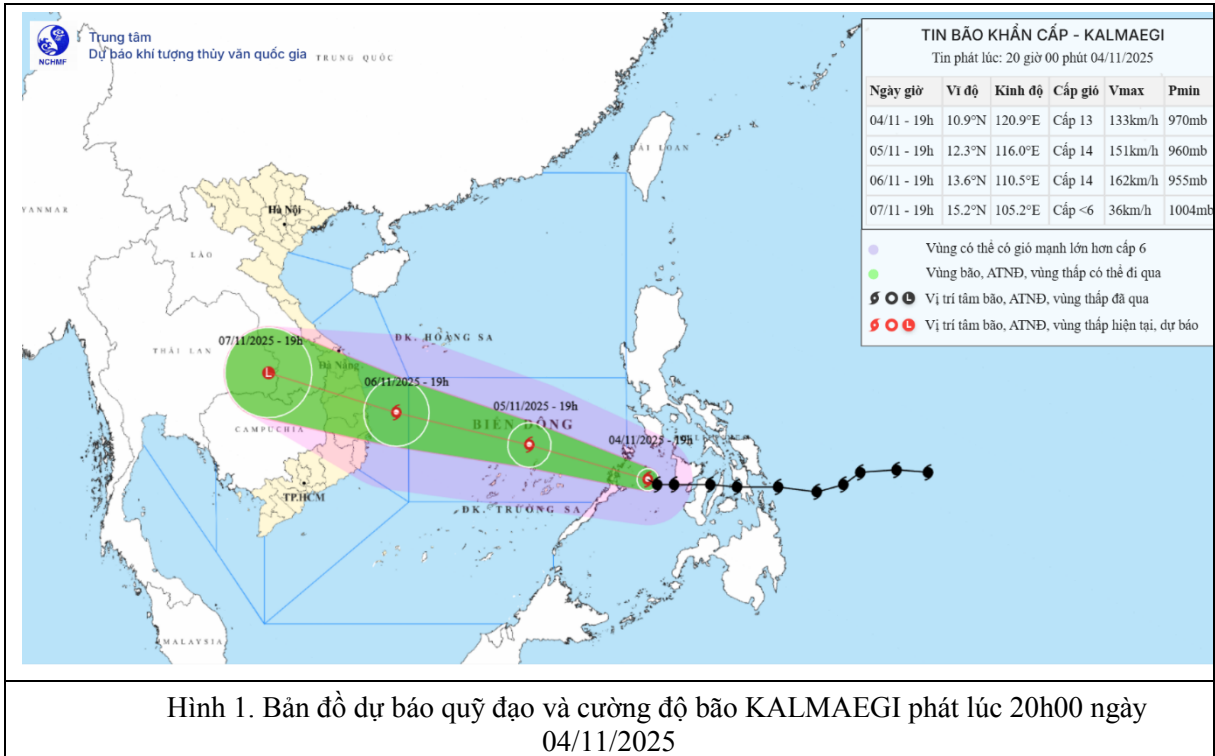 Trung tâm
Dự báo khí tượng thủy văn quốc gia
NCHMF
TRUNG QUỐC
TIN BÃO KHẨN CẤP - KALMAEGI
Tin phát lúc: 20 giờ 00 phút 04/11/2025
Ngày giờ Vĩ độ Kinh độ Cấp gió Vmax Pmin
04/11 - 19h 10.9°N 120.9°E Cấp 13 133km/h 970mb
05/11 - 19h 12.3°N 116.0°E Cấp 14 151km/h 960mb
06/11 - 19h 13.6°N 110.5°E Cấp 14 162km/h 955mb
07/11 - 19h 15.2°N 105.2°E Cấp <6 36km/h 1004mb
Vùng có thể có gió mạnh lớn hơn cấp 6
Vùng bão, ATNĐ, vùng thấp có thể đi qua
L Vị trí tâm bão, ATNĐ, vùng thấp đã qua
L Vị trí tâm bão, ATNĐ, vùng thấp hiện tại, dự báo
ĐÀI LOAN
YANMAR
Hà Nội
LÀO
ĐK. HOÀNG SA
07/11/2025 - 19h
THÁI LAN
Đà Nẵng
L
06/11/2025 - 19h
05/11/2025 - 19h
BIỂN ĐÔNG
CAMPUCHIA
04/11/2025 - 19h
TP.HCM
ĐK. TRƯỜNG SA
MALAYSIA
Hình 1. Bản đồ dự báo quỹ đạo và cường độ bão KALMAEGI phát lúc 20h00 ngày
04/11/2025